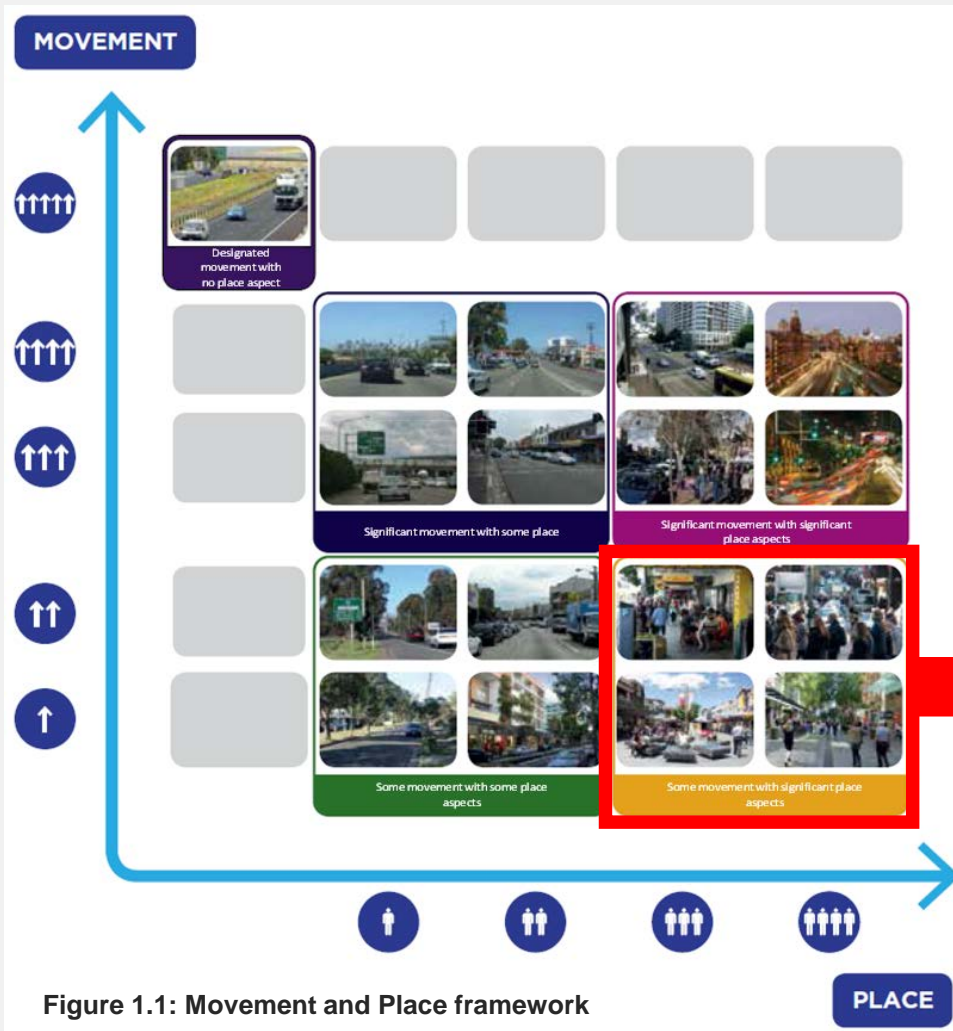 MOVEMENT
Designated
movement with
no place aspect
Significant movement with some place
Significant movement with significant
place aspects
Some movement with some place
aspects
Some movement with significant place
aspects
Figure 1.1: Movement and Place framework
PLACE